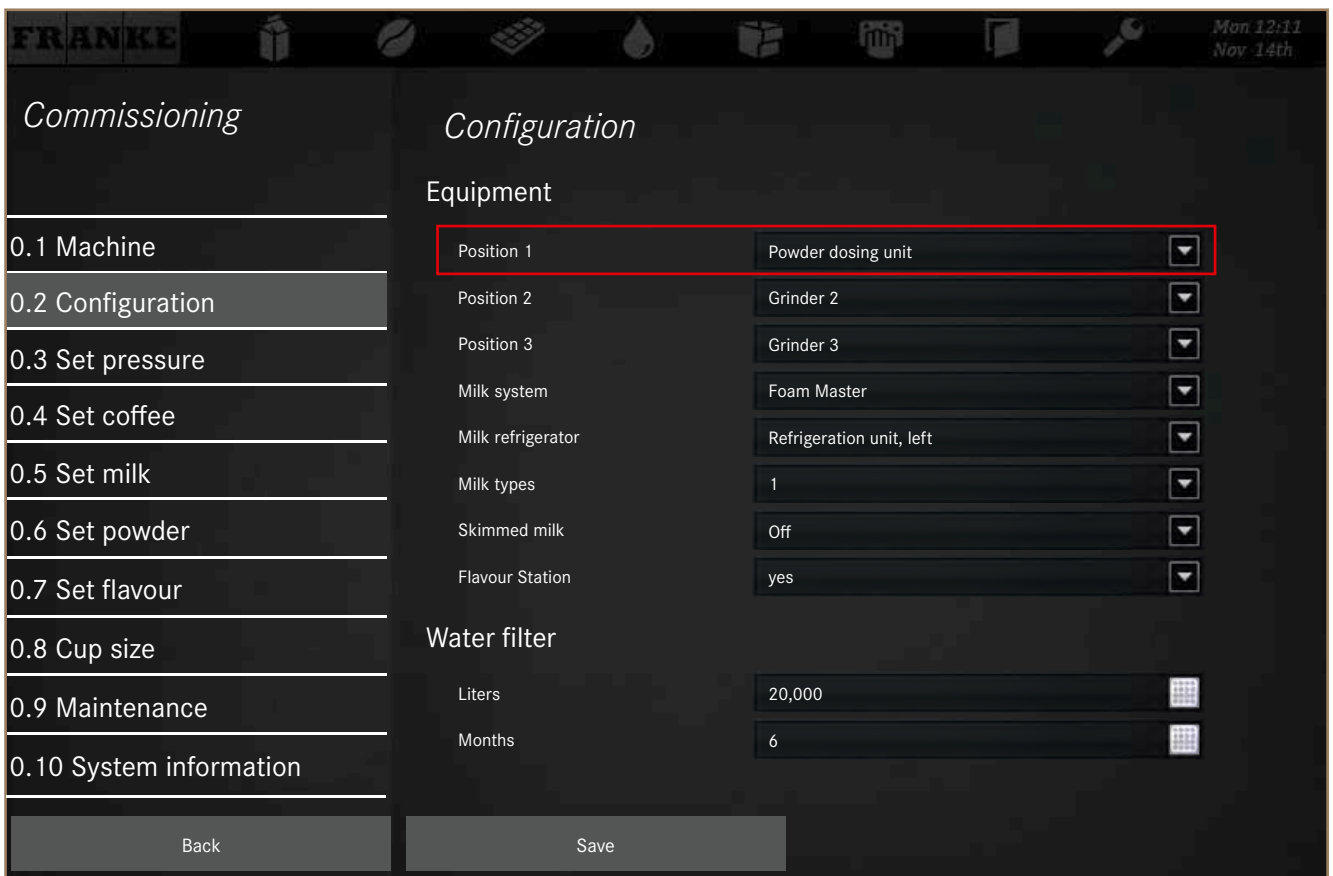 FRANKE
Mon 12:11
Nov 14th
Commissioning
0.1 Machine
0.2 Configuration
0.3 Set pressure
0.4 Set coffee
0.5 Set milk
0.6 Set powder
0.7 Set flavour
0.8 Cup size
0.9 Maintenance
0.10 System information
Back
Configuration
Equipment
Position 1 Powder dosing unit
Position 2 Grinder 2
Position 3 Grinder 3
Milk system Foam Master
Milk refrigerator Refrigeration unit, left
Milk types 1
Skimmed milk Off
Flavour Station yes
Water filter
Liters 20,000
Months 6
Save